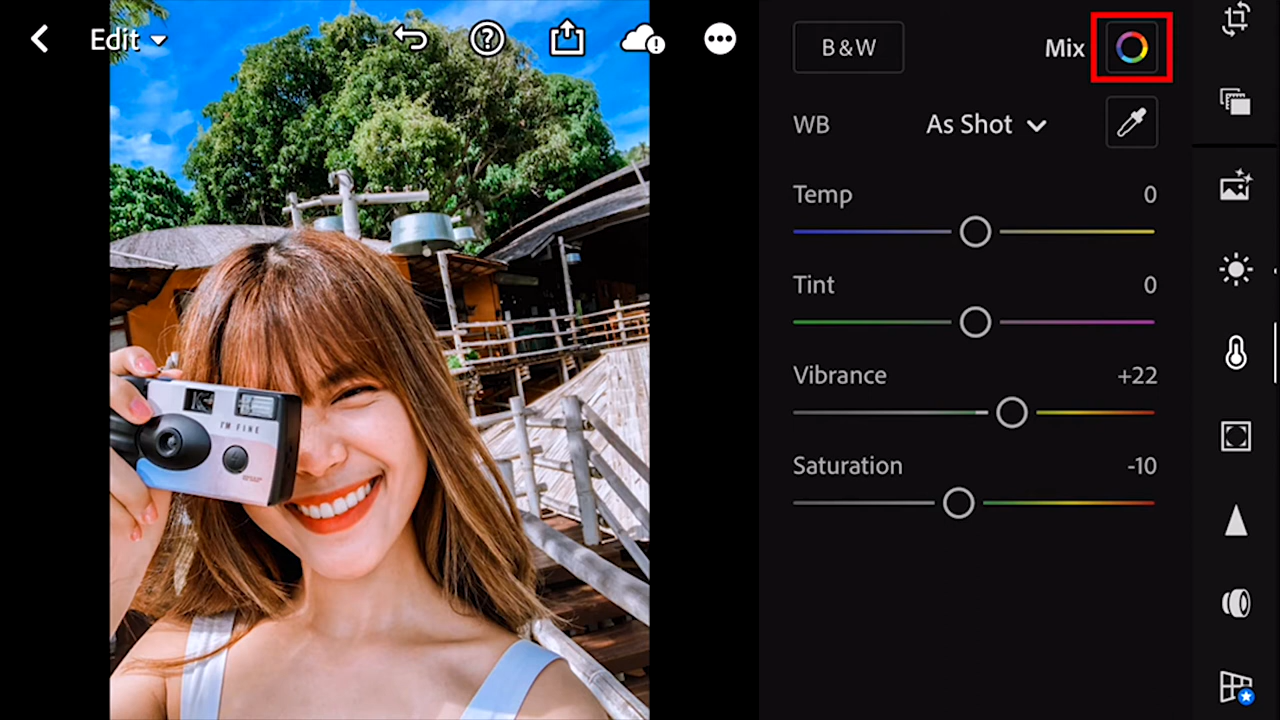 Edit
B&W
Mix
WB
As Shot
Temp
0
Tint
0
Vibrance
+22
Saturation
-10
I'M FINE